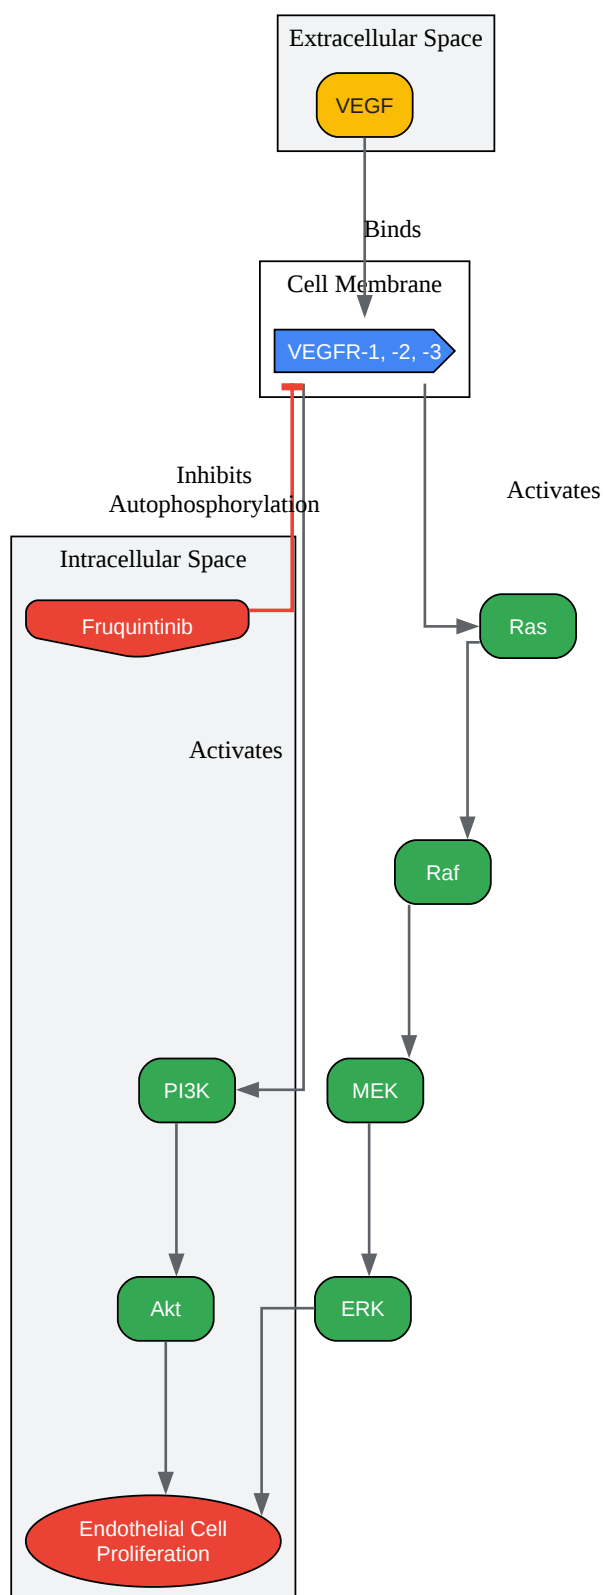 Extracellular Space
VEGF
Binds
Cell Membrane
VEGFR-1, -2, -3
Inhibits
Autophosphorylation
Activates
Intracellular Space
Fruquintinib
Ras
Activates
Raf
PI3K
MEK
Akt
ERK
Endothelial Cell
Proliferation